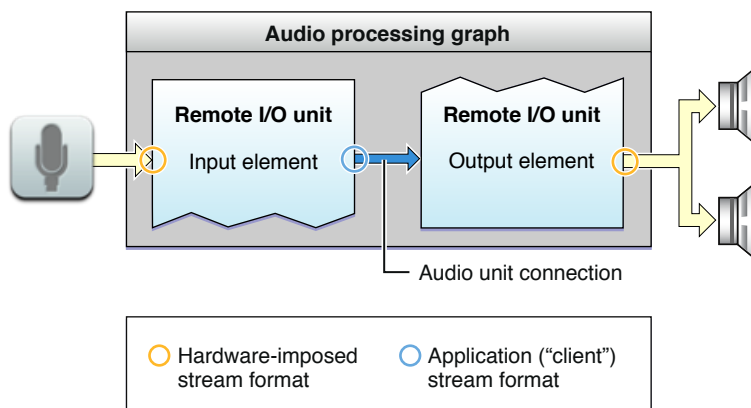 Audio processing graph
Remote I/O unit
Input element
Remote I/O unit
Output element
Audio unit connection
Hardware-imposed
stream format
Application (“client”)
stream format